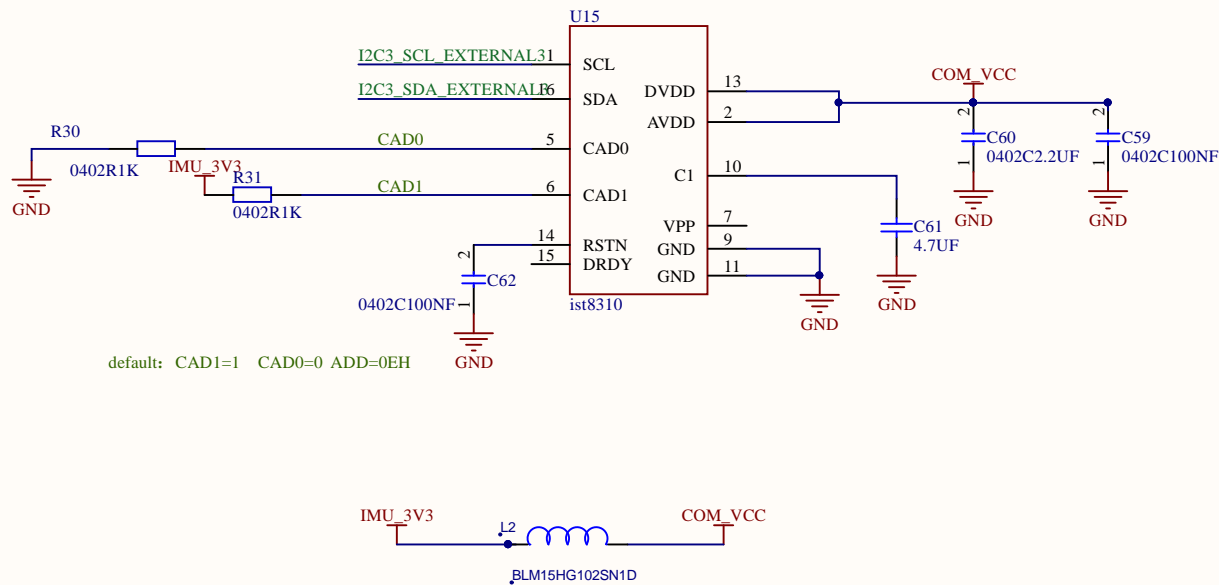 U15
I2C3_SCL_EXTERNAL3 1 SCL
I2C3_SDA_EXTERNAL3 16 SDA
DVDD 13
AVDD 2
COM_VCC
2 C60
1 0402C2.2UF
GND
2 C59
1 0402C100NF
GND
R30
0402R1K
GND
CAD0 5 CAD0
IMU_3V3
R31
0402R1K
CAD1 6 CAD1
C1 10
C61
4.7UF
GND
VPP 7
GND 9
GND 11
GND
14 RSTN
15 DRDY
2 C62
0402C100NF 1
GND
ist8310
default: CAD1=1 CAD0=0 ADD=0EH
IMU_3V3
L2
COM_VCC
BLM15HG102SN1D